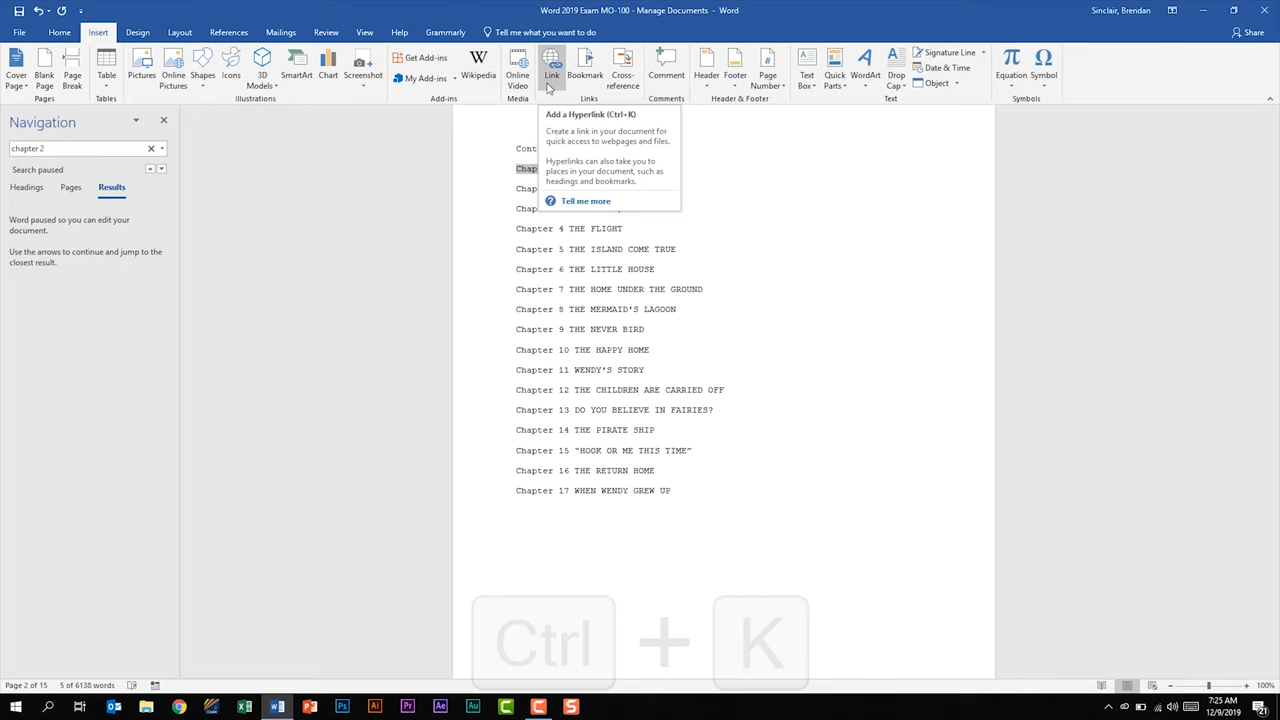 Word 2019 Exam MO-100 - Manage Documents - Word
Sinclair, Brendan
File Home Insert Design Layout References Mailings Review View Help Grammarly Tell me what you want to do
Share
Cover Page
Blank Page
Page Break
Table
Pictures
Online Pictures
Shapes
Icons
3D Models
SmartArt
Chart
Screenshot
Get Add-ins
My Add-ins
Wikipedia
Online Video
Link
Bookmark
Cross-reference
Comment
Header
Footer
Page Number
Text Box
Quick Parts
WordArt
Drop Cap
Signature Line
Date & Time
Object
Equation
Symbol
Pages Tables Illustrations Add-ins Media Links Comments Header & Footer Text Symbols
Navigation
chapter 2
Search paused
Headings Pages Results
Word paused so you can edit your
document.
Use the arrows to continue and jump to the
closest result.
Add a Hyperlink (Ctrl+K)
Create a link in your document for
quick access to webpages and files.
Hyperlinks can also take you to
places in your document, such as
headings and bookmarks.
Tell me more
Cont
Chap
Chap
Chap
Chapter 4 THE FLIGHT
Chapter 5 THE ISLAND COME TRUE
Chapter 6 THE LITTLE HOUSE
Chapter 7 THE HOME UNDER THE GROUND
Chapter 8 THE MERMAID'S LAGOON
Chapter 9 THE NEVER BIRD
Chapter 10 THE HAPPY HOME
Chapter 11 WENDY'S STORY
Chapter 12 THE CHILDREN ARE CARRIED OFF
Chapter 13 DO YOU BELIEVE IN FAIRIES?
Chapter 14 THE PIRATE SHIP
Chapter 15 “HOOK OR ME THIS TIME”
Chapter 16 THE RETURN HOME
Chapter 17 WHEN WENDY GREW UP
Ctrl + K
Page 2 of 15 5 of 6138 words
100%
7:25 AM
12/9/2019
21